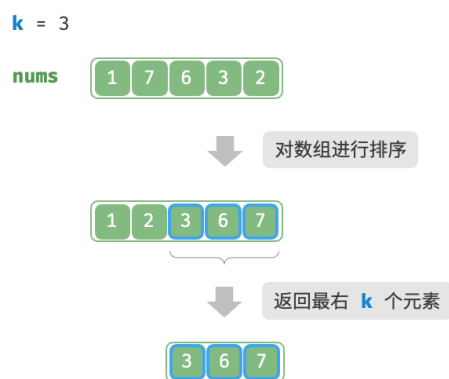 k = 3
nums 1 7 6 3 2
对数组进行排序
1 2 3 6 7
返回最右 k 个元素
3 6 7